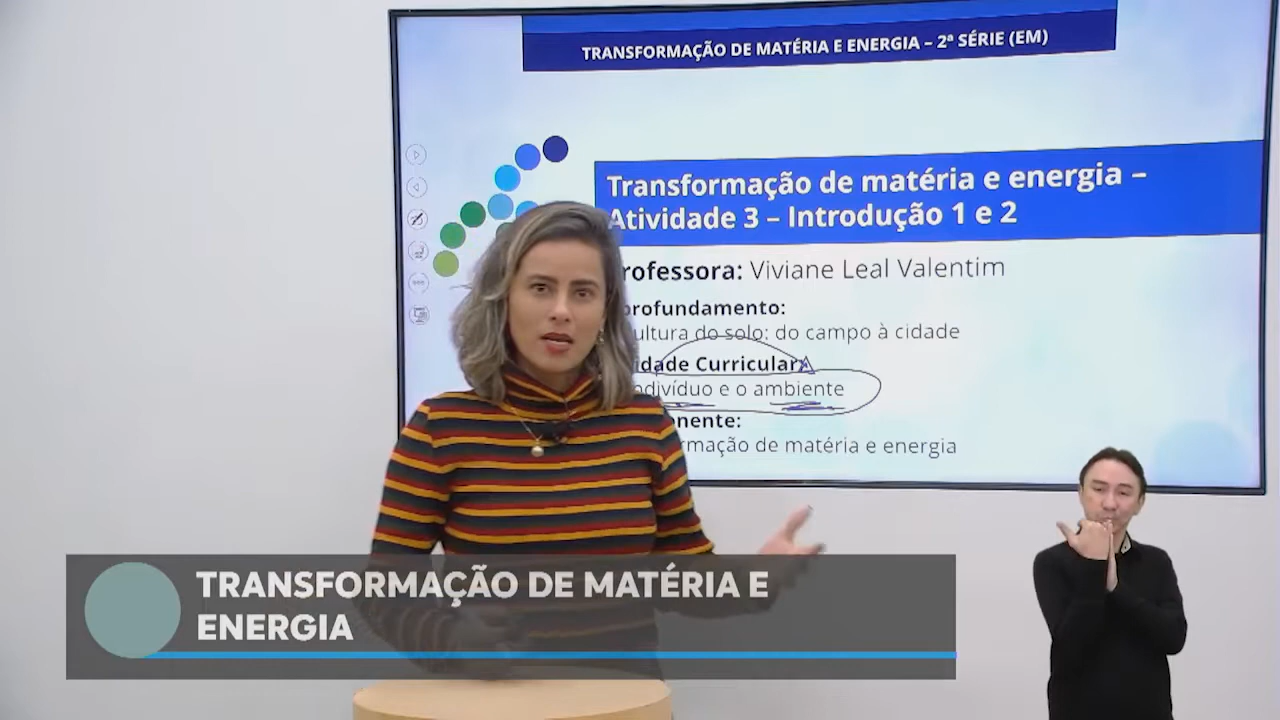 TRANSFORMAÇÃO DE MATÉRIA E ENERGIA – 2ª SÉRIE (EM)
Transformação de matéria e energia –
Atividade 3 – Introdução 1 e 2
rofessora: Viviane Leal Valentim
profundamento:
ultura do solo: do campo à cidade
idade Curricular:
ndivíduo e o ambiente
nente:
rmação de matéria e energia
TRANSFORMAÇÃO DE MATÉRIA E
ENERGIA